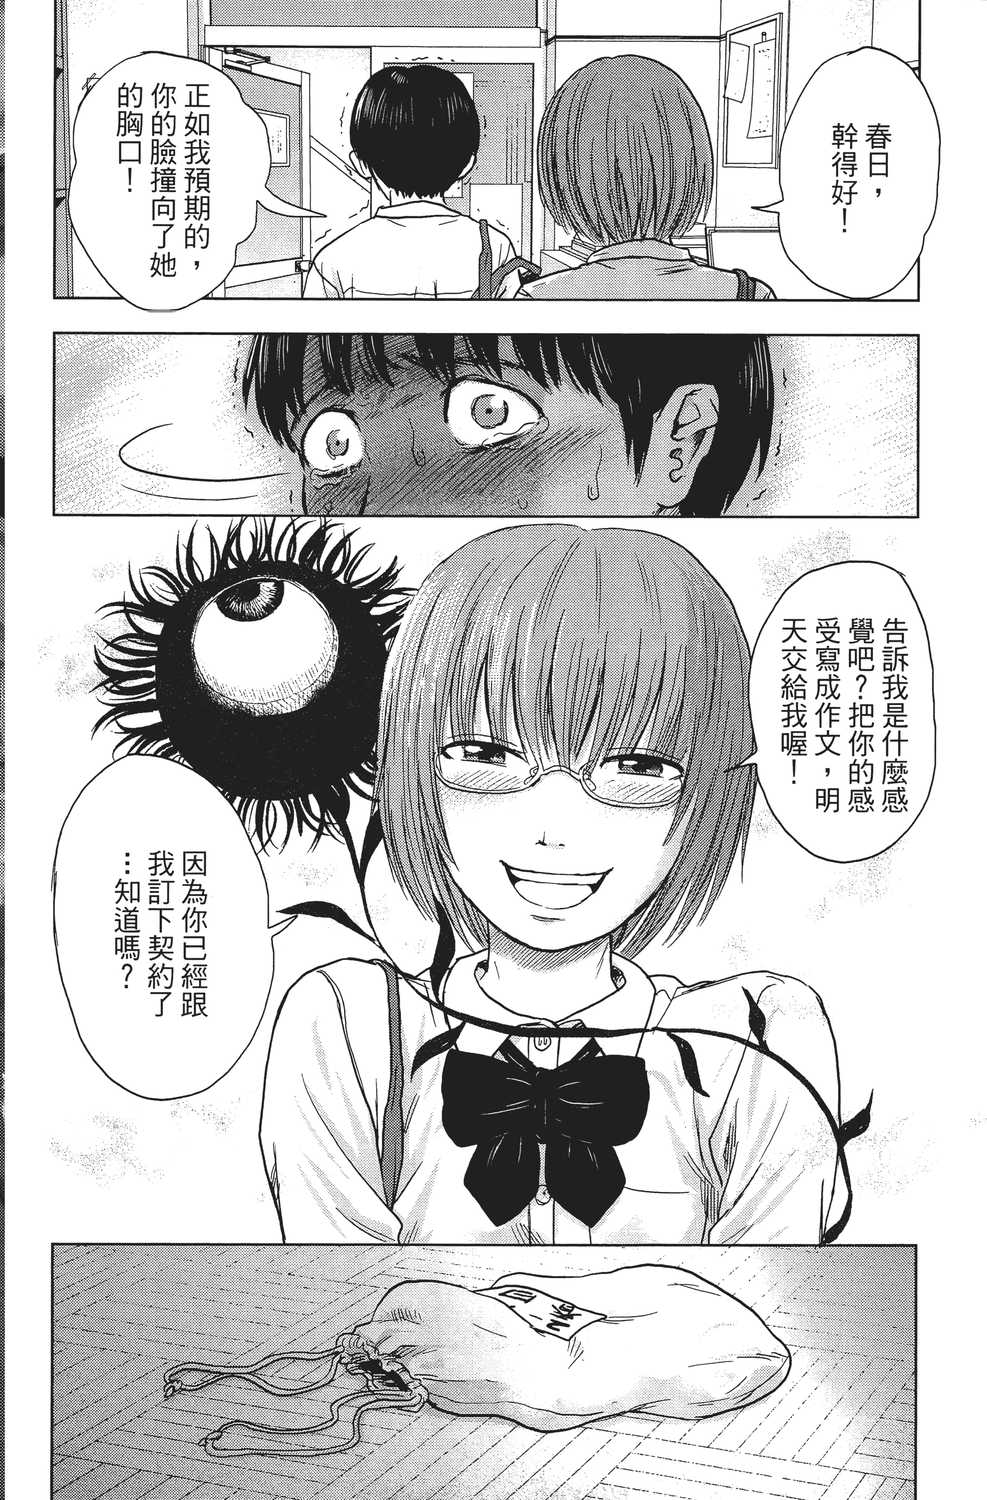 春日，
幹得好！
正如我預期的，
你的臉撞向了她
的胸口！
告訴我是什麼感
覺吧？把你的感
受寫成作文，明
天交給我喔！
因為你已經跟
我訂下契約了
…知道嗎？